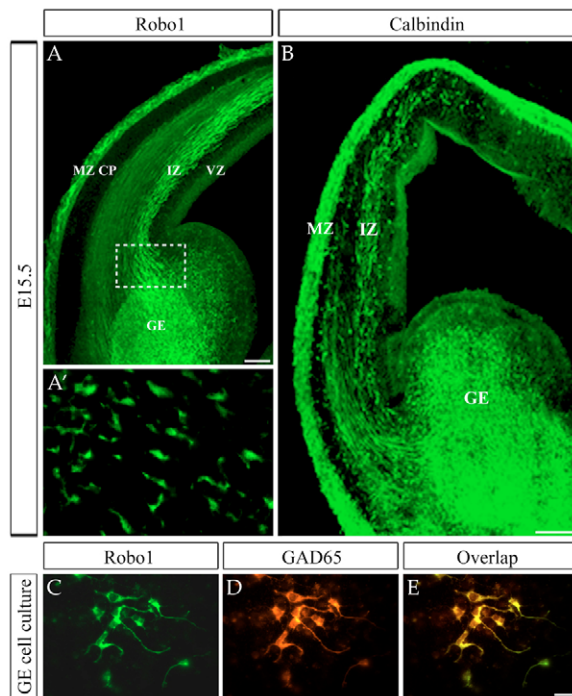 Robo1
Calbindin
E15.5
A
MZ CP
IZ
VZ
GE
B
MZ
IZ
GE
A′
Robo1
GAD65
Overlap
GE cell culture
C
D
E